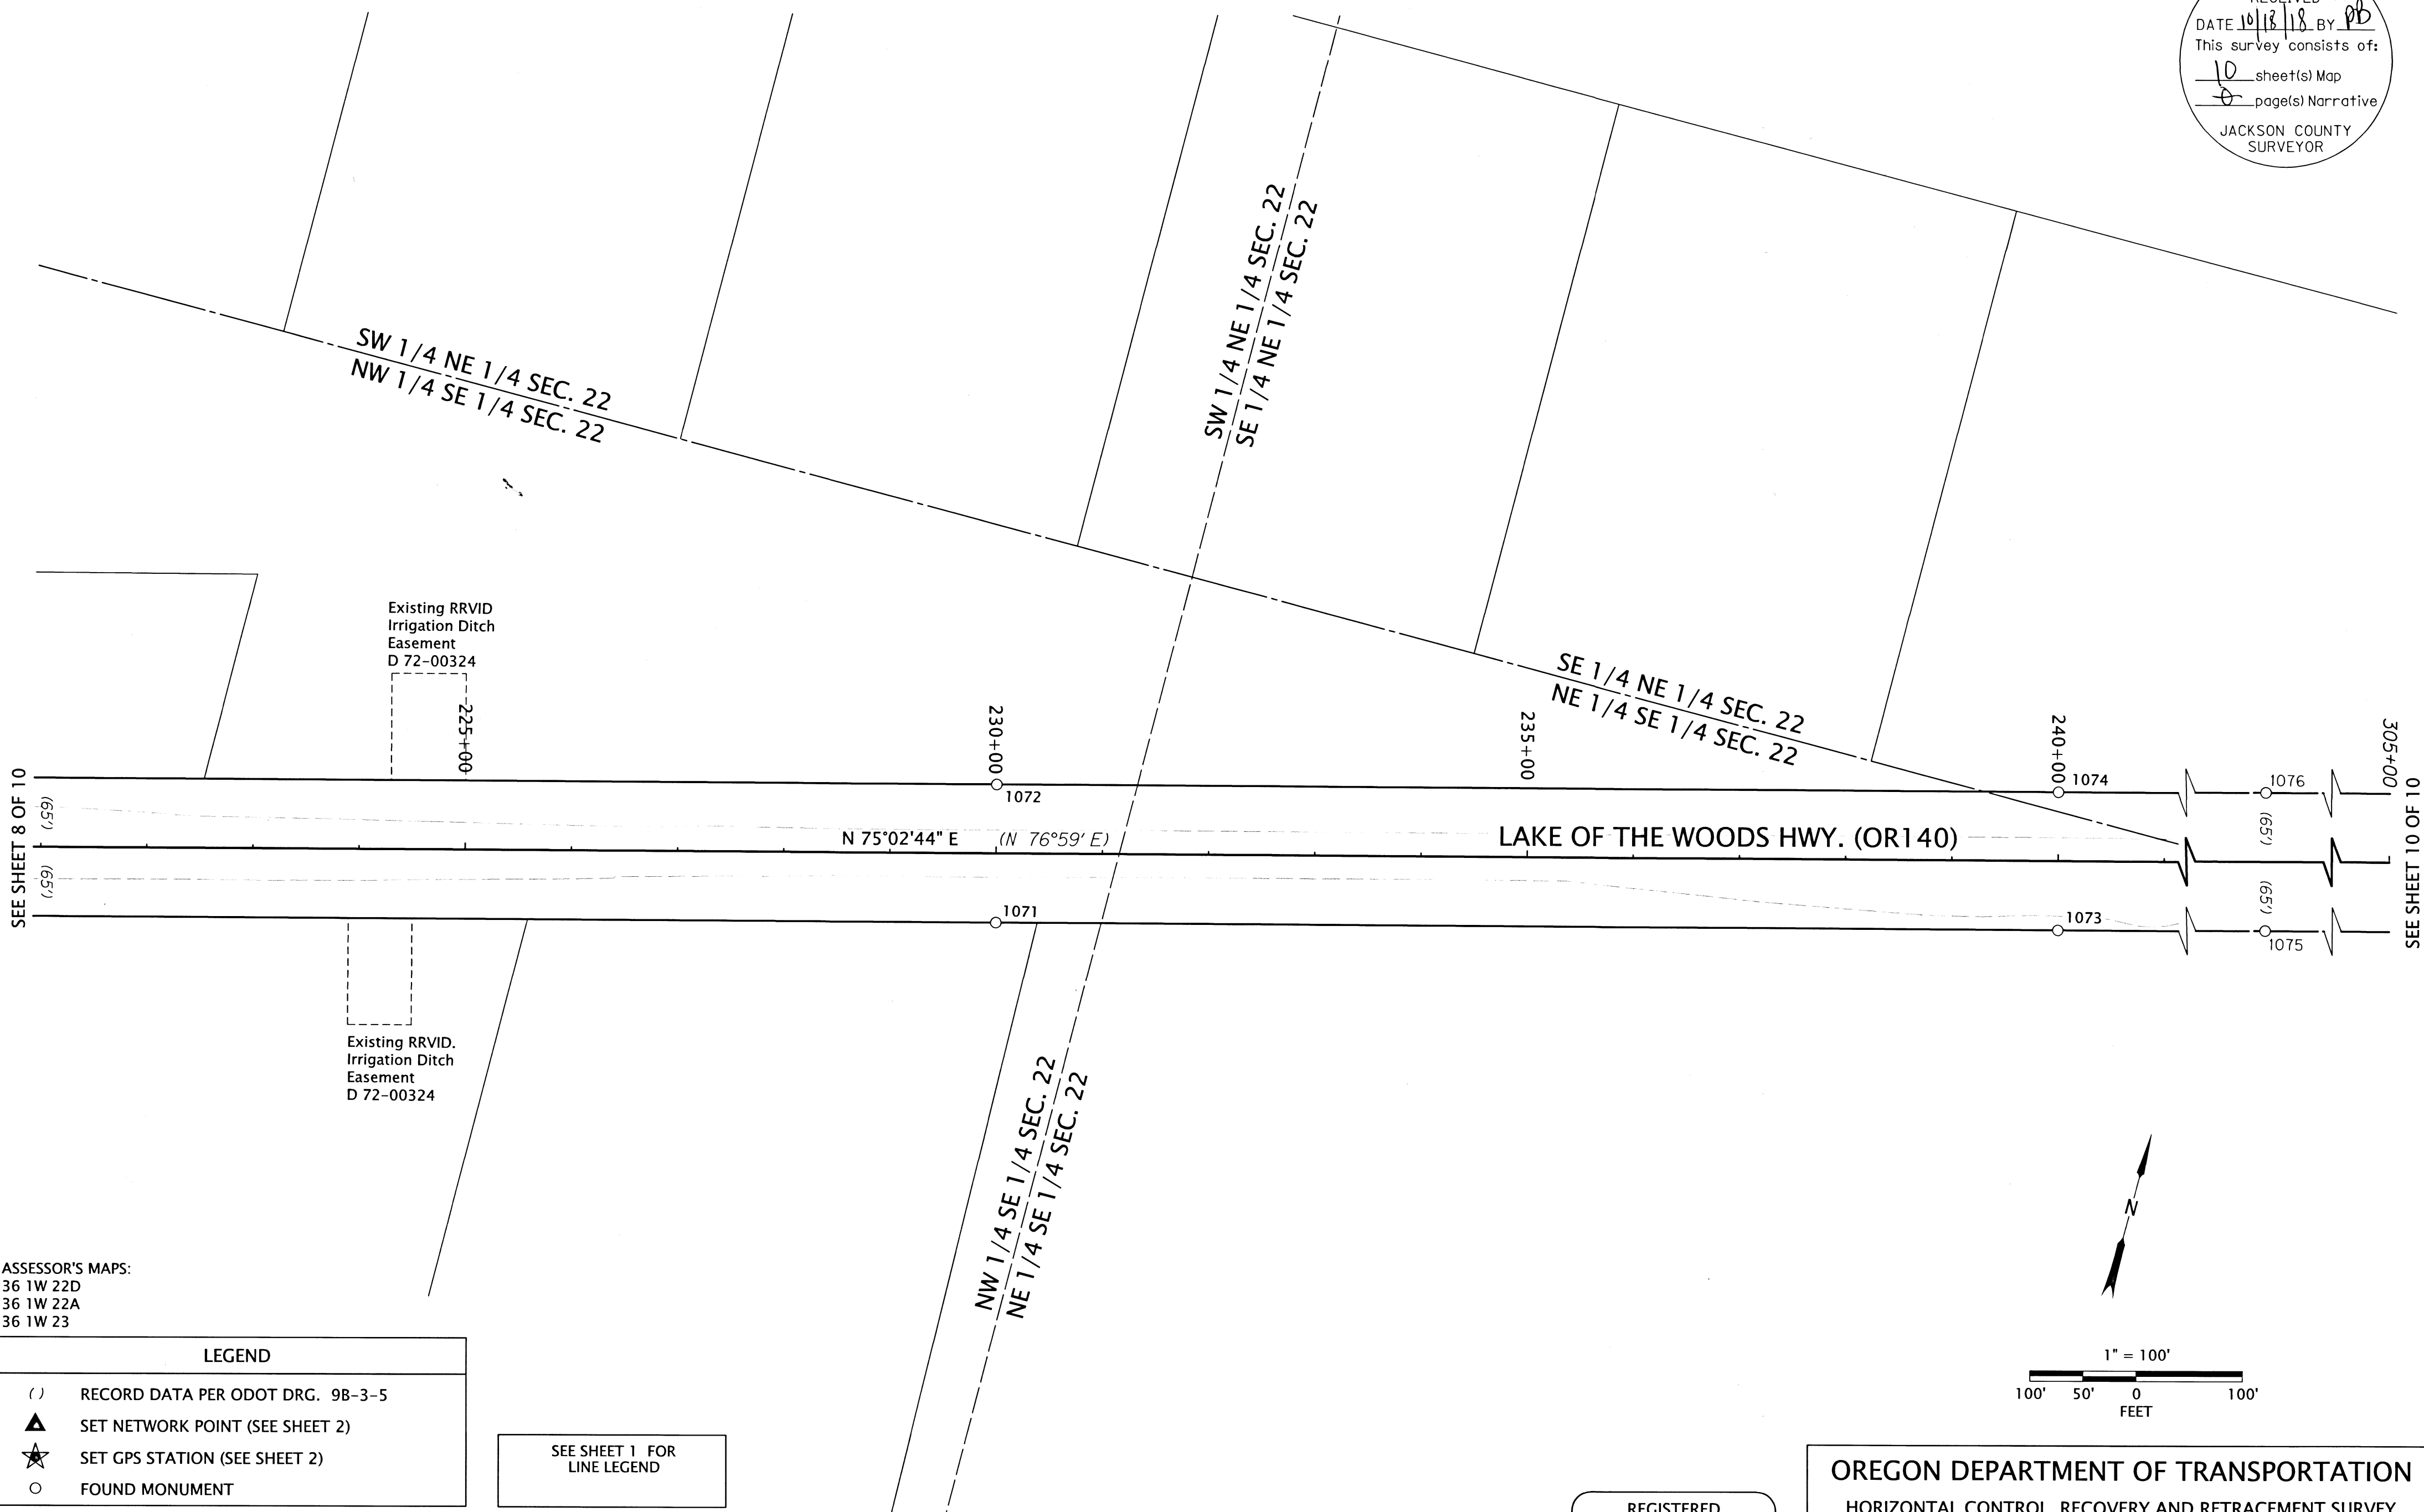 DATE 10/18/18 BY PB
This survey consists of:
10 sheet(s) Map
0 page(s) Narrative
JACKSON COUNTY
SURVEYOR
SW 1/4 NE 1/4 SEC. 22
SE 1/4 NE 1/4 SEC. 22
SW 1/4 NE 1/4 SEC. 22
NW 1/4 SE 1/4 SEC. 22
Existing RRVID
Irrigation Ditch
Easement
D 72-00324
SE 1/4 NE 1/4 SEC. 22
NE 1/4 SE 1/4 SEC. 22
225+00
230+00
235+00
240+00
305+00
1072
1074
1076
SEE SHEET 8 OF 10
(65')
(65')
N 75°02'44" E (N 76°59' E)
LAKE OF THE WOODS HWY. (OR140)
(65')
(65')
SEE SHEET 10 OF 10
1071
1073
1075
Existing RRVID.
Irrigation Ditch
Easement
D 72-00324
NW 1/4 SE 1/4 SEC. 22
NE 1/4 SE 1/4 SEC. 22
N
ASSESSOR'S MAPS:
36 1W 22D
36 1W 22A
36 1W 23
LEGEND
( ) RECORD DATA PER ODOT DRG. 9B-3-5
SET NETWORK POINT (SEE SHEET 2)
SET GPS STATION (SEE SHEET 2)
FOUND MONUMENT
SEE SHEET 1 FOR
LINE LEGEND
1" = 100'
100' 50' 0 100'
FEET
REGISTERED
OREGON DEPARTMENT OF TRANSPORTATION
HORIZONTAL CONTROL, RECOVERY AND RETRACEMENT SURVEY